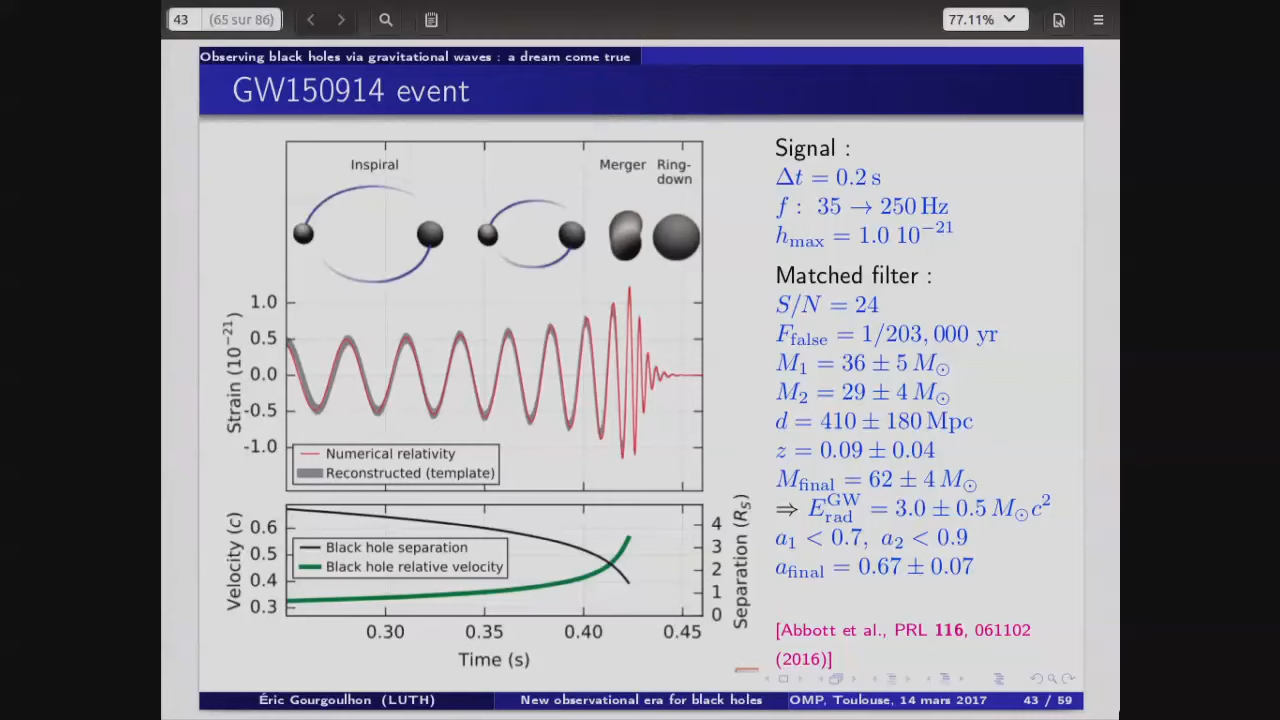 43 (65 sur 86) 77.11%
Observing black holes via gravitational waves : a dream come true
GW150914 event
Inspiral
Merger
Ring-
down
1.0
0.5
0.0
-0.5
-1.0
Strain (10⁻²¹)
Numerical relativity
Reconstructed (template)
0.6
0.5
0.4
0.3
Velocity (c)
Black hole separation
Black hole relative velocity
4
3
2
1
0
Separation (R_S)
0.30 0.35 0.40 0.45
Time (s)
Signal :
Δt = 0.2 s
f : 35 → 250 Hz
h_max = 1.0 10⁻²¹
Matched filter :
S/N = 24
F_false = 1/203, 000 yr
M₁ = 36 ± 5 M_⊙
M₂ = 29 ± 4 M_⊙
d = 410 ± 180 Mpc
z = 0.09 ± 0.04
M_final = 62 ± 4 M_⊙
⇒ E_rad^GW = 3.0 ± 0.5 M_⊙c²
a₁ < 0.7, a₂ < 0.9
a_final = 0.67 ± 0.07
[Abbott et al., PRL 116, 061102
(2016)]
Éric Gourgoulhon (LUTH) New observational era for black holes OMP, Toulouse, 14 mars 2017 43 / 59